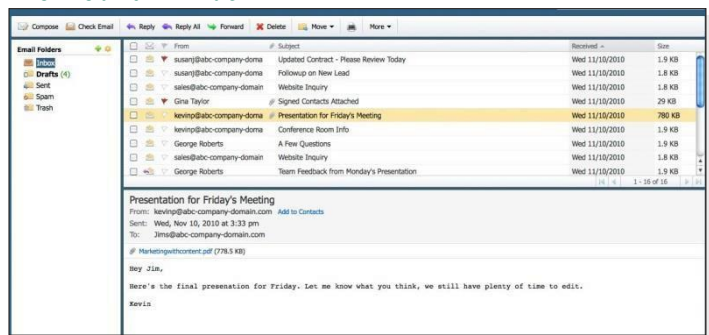 Compose Check Email Reply Reply All Forward Delete Move More
Email Folders
Inbox
Drafts (4)
Sent
Spam
Trash
From Subject Received Size
susanj@abc-company-doma Updated Contract - Please Review Today Wed 11/10/2010 1.9 KB
susanj@abc-company-doma Followup on New Lead Wed 11/10/2010 1.8 KB
sales@abc-company-domain Website Inquiry Wed 11/10/2010 1.8 KB
Gina Taylor Signed Contacts Attached Wed 11/10/2010 29 KB
kevinp@abc-company-doma Presentation for Friday's Meeting Wed 11/10/2010 780 KB
kevinp@abc-company-doma Conference Room Info Wed 11/10/2010 1.9 KB
George Roberts A Few Questions Wed 11/10/2010 1.9 KB
sales@abc-company-domain Website Inquiry Wed 11/10/2010 1.8 KB
George Roberts Team Feedback from Monday's Presentation Wed 11/10/2010 1.9 KB
1 - 16 of 16
Presentation for Friday's Meeting
From: kevinp@abc-company-domain.com Add to Contacts
Sent: Wed, Nov 10, 2010 at 3:33 pm
To: Jims@abc-company-domain.com
Marketingwithcontent.pdf (778.5 KB)
Hey Jim,
Here's the final presenation for Friday. Let me know what you think, we still have plenty of time to edit.
Kevin